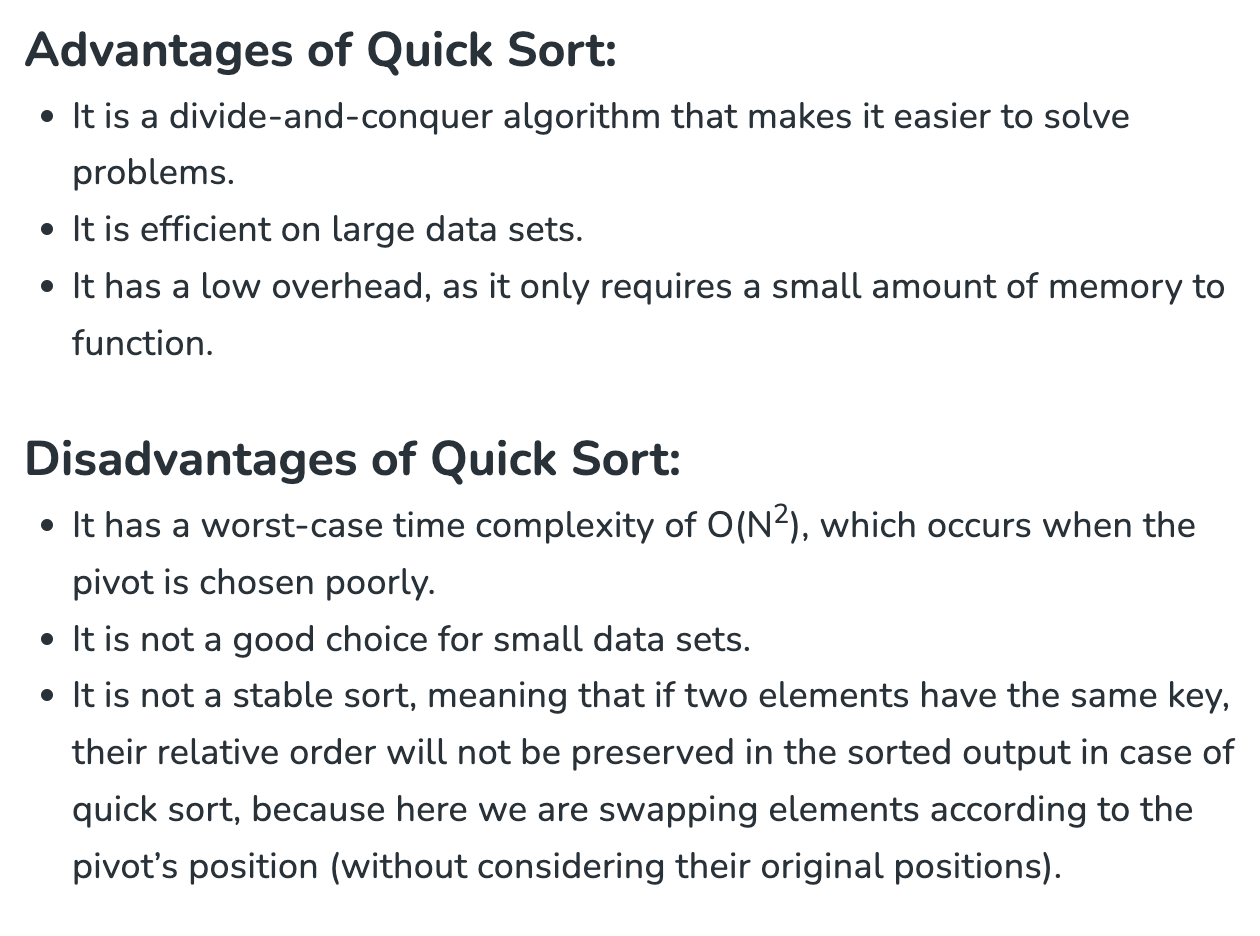 Advantages of Quick Sort:
• It is a divide-and-conquer algorithm that makes it easier to solve
problems.
• It is efficient on large data sets.
• It has a low overhead, as it only requires a small amount of memory to
function.
Disadvantages of Quick Sort:
• It has a worst-case time complexity of O(N²), which occurs when the
pivot is chosen poorly.
• It is not a good choice for small data sets.
• It is not a stable sort, meaning that if two elements have the same key,
their relative order will not be preserved in the sorted output in case of
quick sort, because here we are swapping elements according to the
pivot’s position (without considering their original positions).